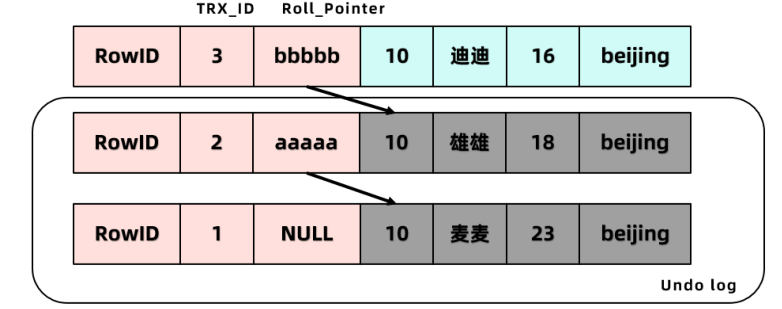 TRX_ID Roll_Pointer
RowID 3 bbbbb 10 迪迪 16 beijing
RowID 2 aaaaa 10 雄雄 18 beijing
RowID 1 NULL 10 麦麦 23 beijing
Undo log